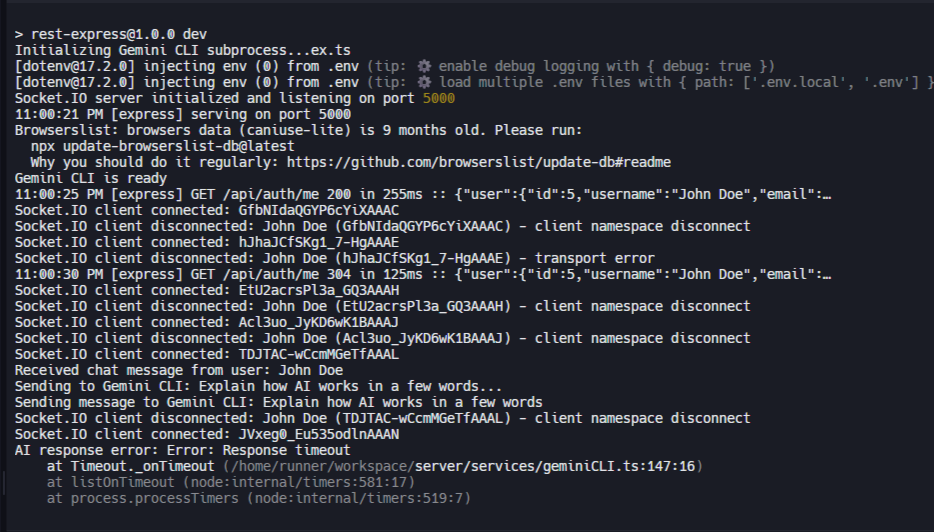 > rest-express@1.0.0 dev
Initializing Gemini CLI subprocess...ex.ts
[dotenv@17.2.0] injecting env (0) from .env (tip: ⚙ enable debug logging with { debug: true })
[dotenv@17.2.0] injecting env (0) from .env (tip: ⚙ load multiple .env files with { path: ['.env.local', '.env'] }
Socket.IO server initialized and listening on port 5000
11:00:21 PM [express] serving on port 5000
Browserslist: browsers data (caniuse-lite) is 9 months old. Please run:
  npx update-browserslist-db@latest
  Why you should do it regularly: https://github.com/browserslist/update-db#readme
Gemini CLI is ready
11:00:25 PM [express] GET /api/auth/me 200 in 255ms :: {"user":{"id":5,"username":"John Doe","email":…
Socket.IO client connected: GfbNIdaQGYP6cYiXAAAC
Socket.IO client disconnected: John Doe (GfbNIdaQGYP6cYiXAAAC) - client namespace disconnect
Socket.IO client connected: hJhaJCfSKg1_7-HgAAAE
Socket.IO client disconnected: John Doe (hJhaJCfSKg1_7-HgAAAE) - transport error
11:00:30 PM [express] GET /api/auth/me 304 in 125ms :: {"user":{"id":5,"username":"John Doe","email":…
Socket.IO client connected: EtU2acrsPl3a_GQ3AAAH
Socket.IO client disconnected: John Doe (EtU2acrsPl3a_GQ3AAAH) - client namespace disconnect
Socket.IO client connected: Acl3uo_JyKD6wK1BAAAJ
Socket.IO client disconnected: John Doe (Acl3uo_JyKD6wK1BAAAJ) - client namespace disconnect
Socket.IO client connected: TDJTAC-wCcmMGeTfAAAL
Received chat message from user: John Doe
Sending to Gemini CLI: Explain how AI works in a few words...
Sending message to Gemini CLI: Explain how AI works in a few words
Socket.IO client disconnected: John Doe (TDJTAC-wCcmMGeTfAAAL) - client namespace disconnect
Socket.IO client connected: JVxeg0_Eu535odlnAAAN
AI response error: Error: Response timeout
    at Timeout._onTimeout (/home/runner/workspace/server/services/geminiCLI.ts:147:16)
    at listOnTimeout (node:internal/timers:581:17)
    at process.processTimers (node:internal/timers:519:7)